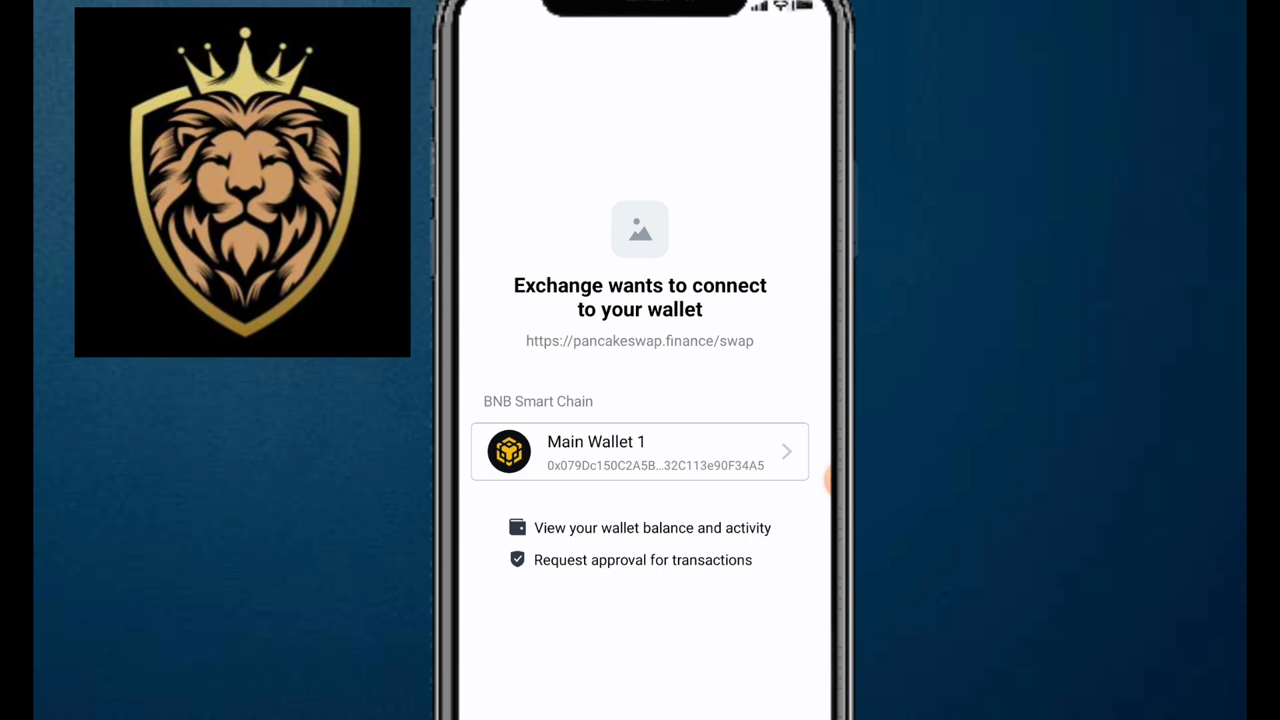 Exchange wants to connect
to your wallet
https://pancakeswap.finance/swap
BNB Smart Chain
Main Wallet 1
0x079Dc150C2A5B...32C113e90F34A5
View your wallet balance and activity
Request approval for transactions